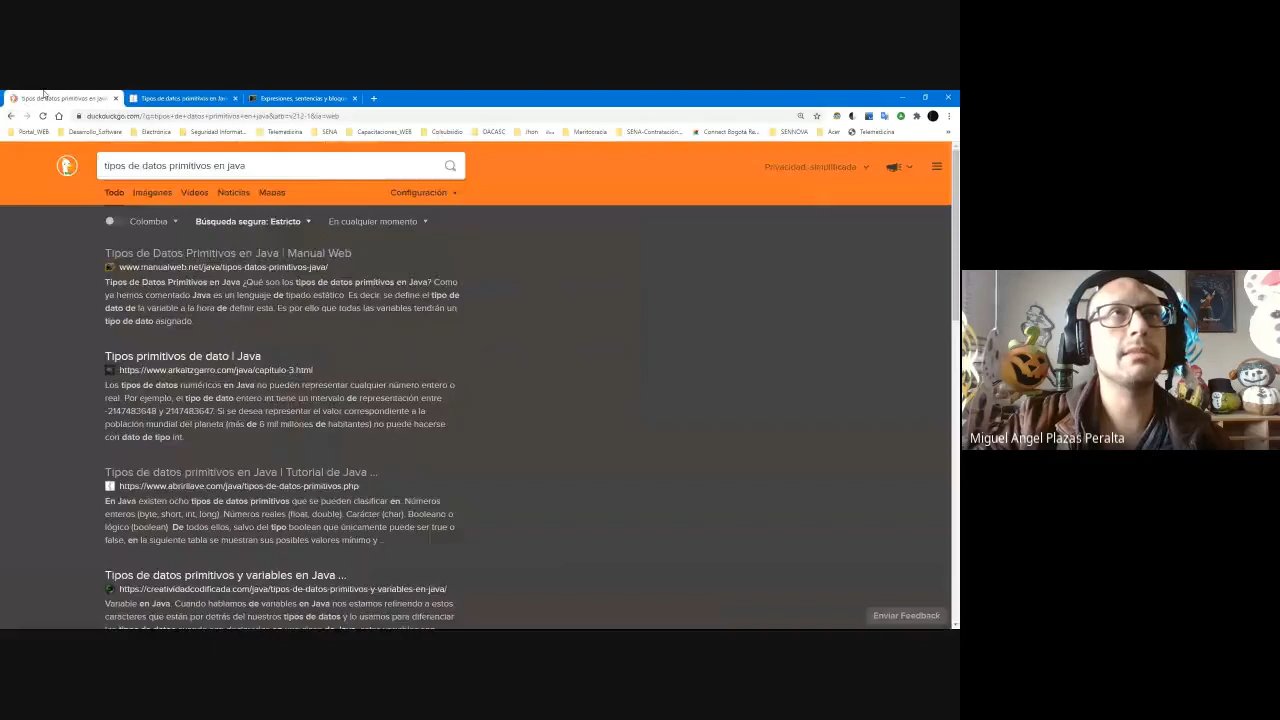 tipos de datos primitivos en jav
Tipos de datos primitivos en Jav
Expresiones, sentencias y bloqu
duckduckgo.com/?q=tipos+de+datos+primitivos+en+java&atb=v212-1&ia=web
Portal_WEB
Desarrollo_Software
Electrónica
Seguridad Informat...
Telemedicina
SENA
Capacitaciones_WEB
Colsubsidio
OACASC
Jhon
Meritocracia
SENA-Contratación...
Connect Bogotá Re...
SENNOVA
Acer
Telemedicina
tipos de datos primitivos en java
Privacidad, simplificada
Todo Imágenes Vídeos Noticias Mapas Configuración
Colombia Búsqueda segura: Estricto En cualquier momento
Tipos de Datos Primitivos en Java | Manual Web
www.manualweb.net/java/tipos-datos-primitivos-java/
Tipos de Datos Primitivos en Java ¿Qué son los tipos de datos primitivos en Java? Como
ya hemos comentado Java es un lenguaje de tipado estático. Es decir, se define el tipo de
dato de la variable a la hora de definir esta. Es por ello que todas las variables tendrán un
tipo de dato asignado.
Tipos primitivos de dato | Java
https://www.arkaitzgarro.com/java/capitulo-3.html
Los tipos de datos numéricos en Java no pueden representar cualquier número entero o
real. Por ejemplo, el tipo de dato entero int tiene un intervalo de representación entre
-2147483648 y 2147483647. Si se desea representar el valor correspondiente a la
población mundial del planeta (más de 6 mil millones de habitantes) no puede hacerse
con dato de tipo int.
Tipos de datos primitivos en Java | Tutorial de Java ...
https://www.abrirllave.com/java/tipos-de-datos-primitivos.php
En Java existen ocho tipos de datos primitivos que se pueden clasificar en. Números
enteros (byte, short, int, long). Números reales (float, double). Carácter (char). Booleano o
lógico (boolean). De todos ellos, salvo del tipo boolean que únicamente puede ser true o
false, en la siguiente tabla se muestran sus posibles valores mínimo y ..
Tipos de datos primitivos y variables en Java ...
https://creatividadcodificada.com/java/tipos-de-datos-primitivos-y-variables-en-java/
Variable en Java. Cuando hablamos de variables en Java nos estamos refiriendo a estos
caracteres que están por detrás del nuestros tipos de datos y lo usamos para diferenciar
Enviar Feedback
Miguel Angel Plazas Peralta